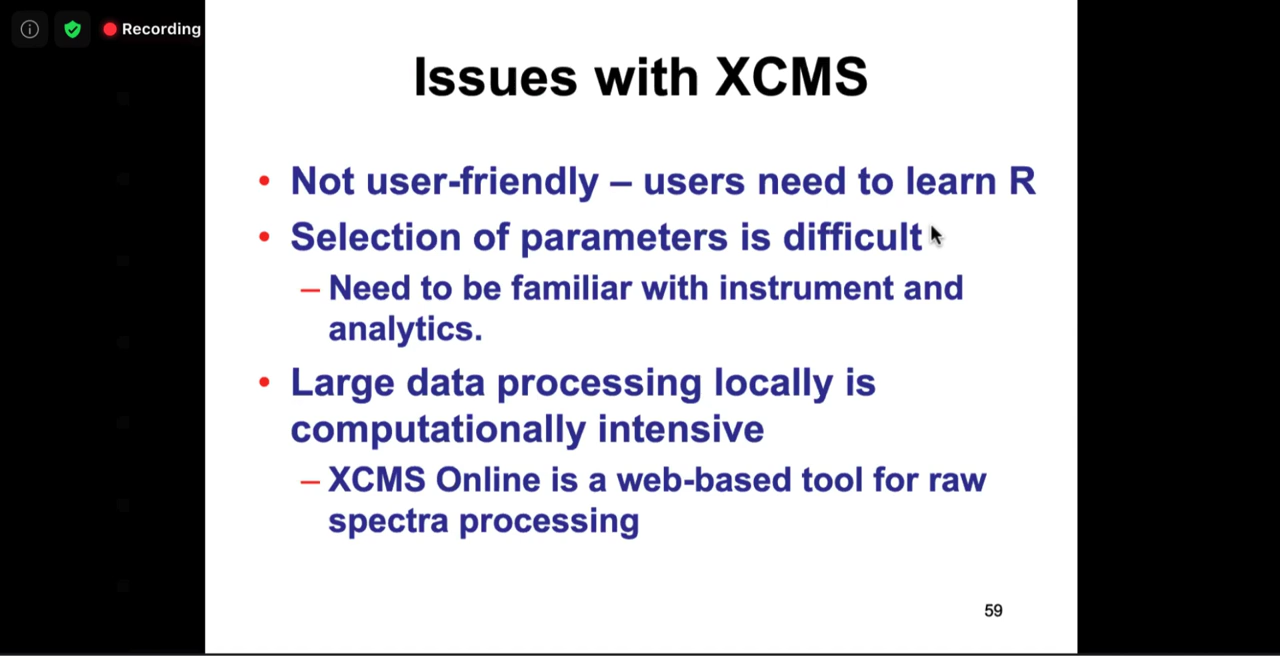 Recording
Issues with XCMS
• Not user-friendly – users need to learn R
• Selection of parameters is difficult
– Need to be familiar with instrument and
analytics.
• Large data processing locally is
computationally intensive
– XCMS Online is a web-based tool for raw
spectra processing
59